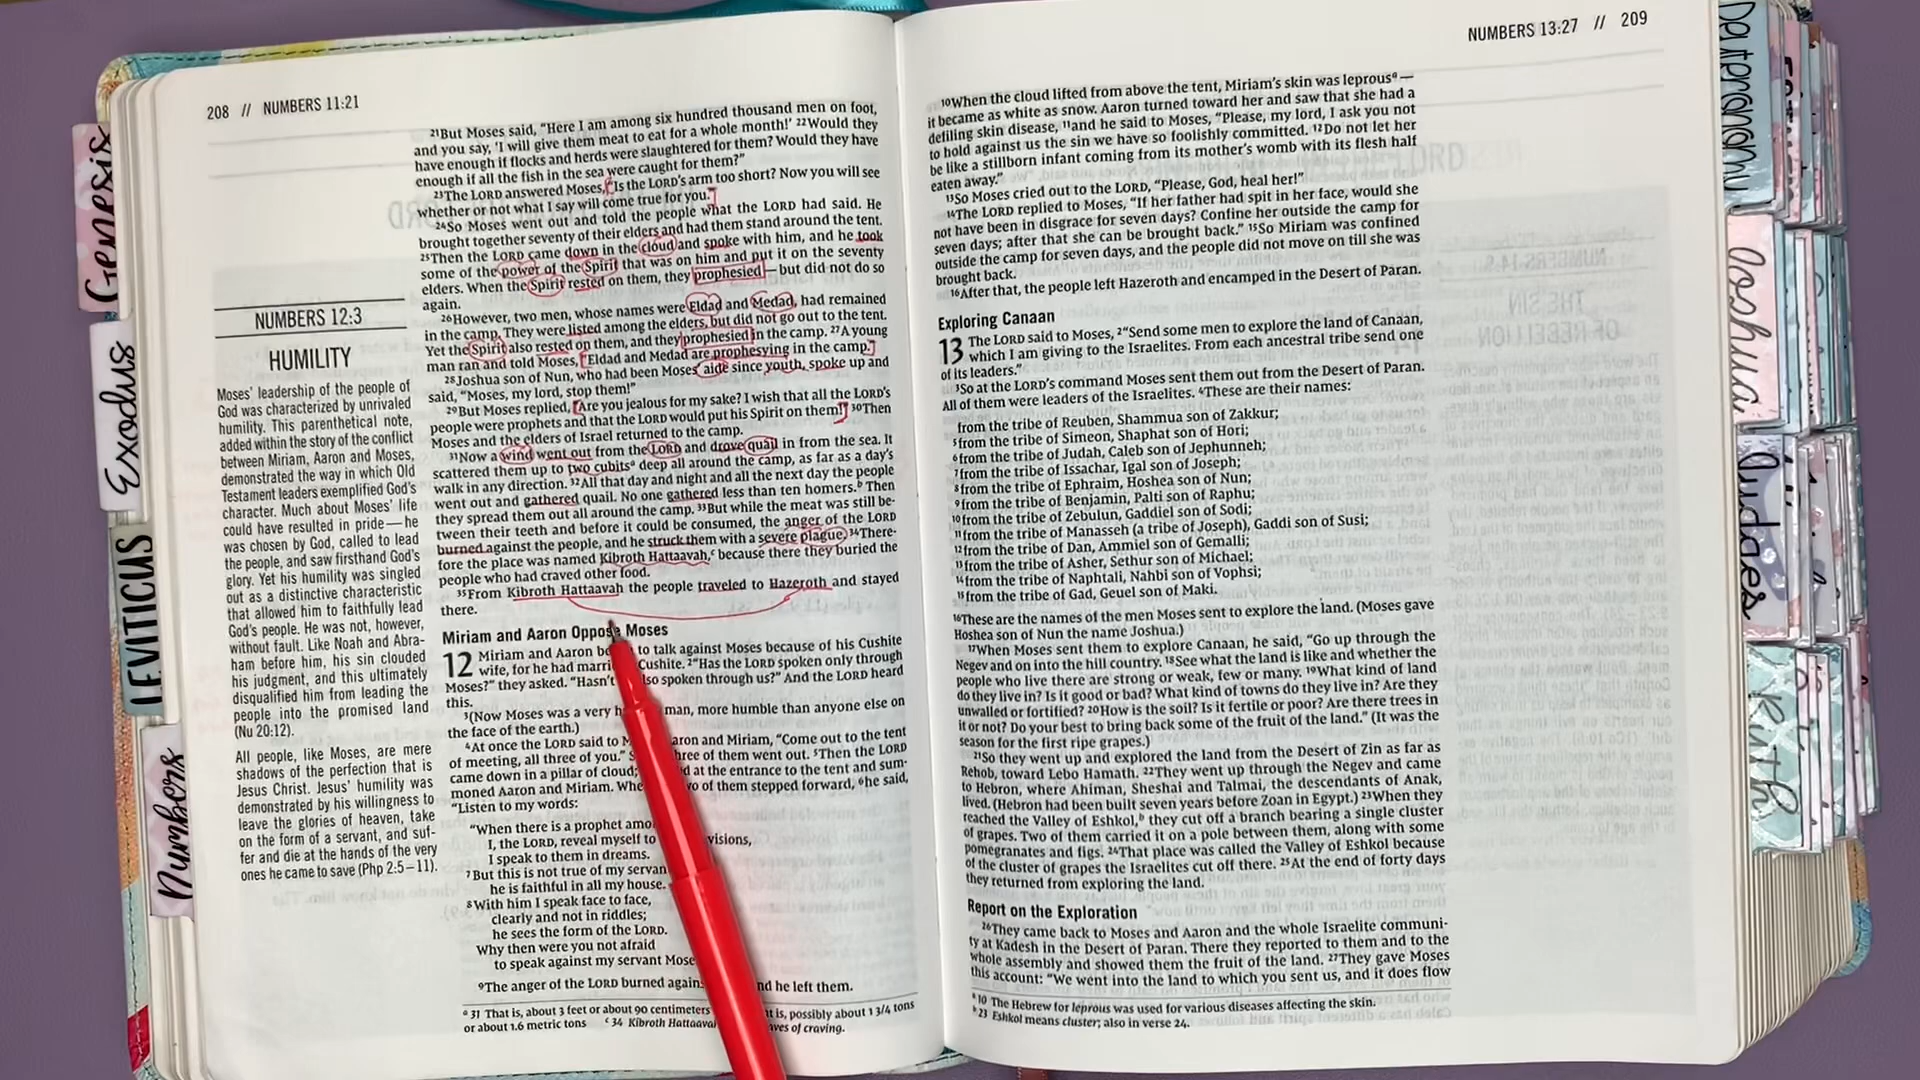 208 // NUMBERS 11:21
²¹But Moses said, “Here I am among six hundred thousand men on foot,
and you say, ‘I will give them meat to eat for a whole month!’ ²²Would they
have enough if flocks and herds were slaughtered for them? Would they have
enough if all the fish in the sea were caught for them?”
²³The LORD answered Moses, “Is the LORD’s arm too short? Now you will see
whether or not what I say will come true for you.”
²⁴So Moses went out and told the people what the LORD had said. He
brought together seventy of their elders and had them stand around the tent.
²⁵Then the LORD came down in the cloud and spoke with him, and he took
some of the power of the Spirit that was on him and put it on the seventy
elders. When the Spirit rested on them, they prophesied—but did not do so
again.
²⁶However, two men, whose names were Eldad and Medad, had remained
in the camp. They were listed among the elders, but did not go out to the tent.
Yet the Spirit also rested on them, and they prophesied in the camp. ²⁷A young
man ran and told Moses, “Eldad and Medad are prophesying in the camp.”
²⁸Joshua son of Nun, who had been Moses’ aide since youth, spoke up and
said, “Moses, my lord, stop them!”
²⁹But Moses replied, “Are you jealous for my sake? I wish that all the LORD’s
people were prophets and that the LORD would put his Spirit on them!” ³⁰Then
Moses and the elders of Israel returned to the camp.
³¹Now a wind went out from the LORD and drove quail in from the sea. It
scattered them up to two cubitsᵃ deep all around the camp, as far as a day’s
walk in any direction. ³²All that day and night and all the next day the people
went out and gathered quail. No one gathered less than ten homers.ᵇ Then
they spread them out all around the camp. ³³But while the meat was still be-
tween their teeth and before it could be consumed, the anger of the LORD
burned against the people, and he struck them with a severe plague. ³⁴There-
fore the place was named Kibroth Hattaavah,ᶜ because there they buried the
people who had craved other food.
³⁵From Kibroth Hattaavah the people traveled to Hazeroth and stayed
there.
Miriam and Aaron Oppose Moses
12 Miriam and Aaron to talk against Moses because of his Cushite
wife, for he had Cushite. ²“Has the LORD spoken only through
Moses?” they asked. “Hasn’t spoken through us?” And the LORD heard
this.
³(Now Moses was a very man, more humble than anyone else on
the face of the earth.)
⁴At once the LORD said to Aaron and Miriam, “Come out to the tent
of meeting, all three of you.” three of them went out. ⁵Then the LORD
came down in a pillar of cloud; at the entrance to the tent and sum-
moned Aaron and Miriam. of them stepped forward, ⁶he said,
“Listen to my words:
“When there is a prophet visions,
I, the LORD, reveal myself to
I speak to them in dreams.
⁷But this is not true of my
he is faithful in all my house.
⁸With him I speak face to face,
clearly and not in riddles;
he sees the form of the LORD.
Why then were you not afraid
to speak against my servant
⁹The anger of the LORD burned he left them.
ᵃ 31 That is, about 3 feet or about 90 centimeters is, possibly about 1 3/4 tons
or about 1.6 metric tons ᶜ 34 Kibroth of craving.
NUMBERS 12:3
HUMILITY
Moses’ leadership of the people of
God was characterized by unrivaled
humility. This parenthetical note,
added within the story of the conflict
between Miriam, Aaron and Moses,
demonstrated the way in which Old
Testament leaders exemplified God’s
character. Much about Moses’ life
could have resulted in pride—he
was chosen by God, called to lead
the people, and saw firsthand God’s
glory. Yet his humility was singled
out as a distinctive characteristic
that allowed him to faithfully lead
God’s people. He was not, however,
without fault. Like Noah and Abra-
ham before him, his sin clouded
his judgment, and this ultimately
disqualified him from leading the
people into the promised land
(Nu 20:12).
All people, like Moses, are mere
shadows of the perfection that is
Jesus Christ. Jesus’ humility was
demonstrated by his willingness to
leave the glories of heaven, take
on the form of a servant, and suf-
fer and die at the hands of the very
ones he came to save (Php 2:5–11).
NUMBERS 13:27 // 209
¹⁰When the cloud lifted from above the tent, Miriam’s skin was leprousᵃ—
it became as white as snow. Aaron turned toward her and saw that she had a
defiling skin disease, ¹¹and he said to Moses, “Please, my lord, I ask you not
to hold against us the sin we have so foolishly committed. ¹²Do not let her
be like a stillborn infant coming from its mother’s womb with its flesh half
eaten away.”
¹³So Moses cried out to the LORD, “Please, God, heal her!”
¹⁴The LORD replied to Moses, “If her father had spit in her face, would she
not have been in disgrace for seven days? Confine her outside the camp for
seven days; after that she can be brought back.” ¹⁵So Miriam was confined
outside the camp for seven days, and the people did not move on till she was
brought back.
¹⁶After that, the people left Hazeroth and encamped in the Desert of Paran.
Exploring Canaan
13 The LORD said to Moses, ²“Send some men to explore the land of Canaan,
which I am giving to the Israelites. From each ancestral tribe send one
of its leaders.”
³So at the LORD’s command Moses sent them out from the Desert of Paran.
All of them were leaders of the Israelites. ⁴These are their names:
from the tribe of Reuben, Shammua son of Zakkur;
⁵from the tribe of Simeon, Shaphat son of Hori;
⁶from the tribe of Judah, Caleb son of Jephunneh;
⁷from the tribe of Issachar, Igal son of Joseph;
⁸from the tribe of Ephraim, Hoshea son of Nun;
⁹from the tribe of Benjamin, Palti son of Raphu;
¹⁰from the tribe of Zebulun, Gaddiel son of Sodi;
¹¹from the tribe of Manasseh (a tribe of Joseph), Gaddi son of Susi;
¹²from the tribe of Dan, Ammiel son of Gemalli;
¹³from the tribe of Asher, Sethur son of Michael;
¹⁴from the tribe of Naphtali, Nahbi son of Vophsi;
¹⁵from the tribe of Gad, Geuel son of Maki.
¹⁶These are the names of the men Moses sent to explore the land. (Moses gave
Hoshea son of Nun the name Joshua.)
¹⁷When Moses sent them to explore Canaan, he said, “Go up through the
Negev and on into the hill country. ¹⁸See what the land is like and whether the
people who live there are strong or weak, few or many. ¹⁹What kind of land
do they live in? Is it good or bad? What kind of towns do they live in? Are they
unwalled or fortified? ²⁰How is the soil? Is it fertile or poor? Are there trees in
it or not? Do your best to bring back some of the fruit of the land.” (It was the
season for the first ripe grapes.)
²¹So they went up and explored the land from the Desert of Zin as far as
Rehob, toward Lebo Hamath. ²²They went up through the Negev and came
to Hebron, where Ahiman, Sheshai and Talmai, the descendants of Anak,
lived. (Hebron had been built seven years before Zoan in Egypt.) ²³When they
reached the Valley of Eshkol,ᵇ they cut off a branch bearing a single cluster
of grapes. Two of them carried it on a pole between them, along with some
pomegranates and figs. ²⁴That place was called the Valley of Eshkol because
of the cluster of grapes the Israelites cut off there. ²⁵At the end of forty days
they returned from exploring the land.
Report on the Exploration
²⁶They came back to Moses and Aaron and the whole Israelite communi-
ty at Kadesh in the Desert of Paran. There they reported to them and to the
whole assembly and showed them the fruit of the land. ²⁷They gave Moses
this account: “We went into the land to which you sent us, and it does flow
ᵃ 10 The Hebrew for leprous was used for various diseases affecting the skin.
ᵇ 23 Eshkol means cluster; also in verse 24.
Genesis
Exodus
LEVITICUS
Numbers
Deuteronomy
Joshua
Judges
RUTH